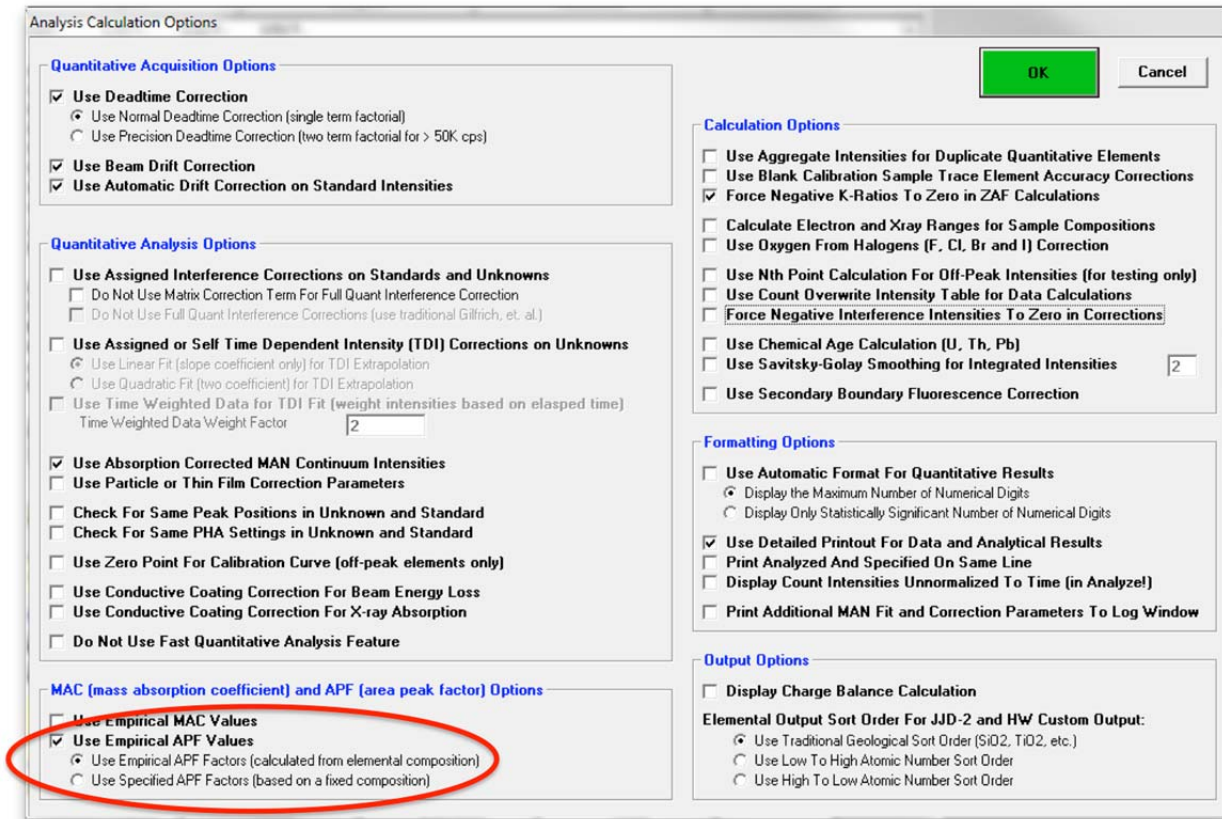 Analysis Calculation Options
Quantitative Acquisition Options
Use Deadtime Correction
Use Normal Deadtime Correction (single term factorial)
Use Precision Deadtime Correction (two term factorial for > 50K cps)
Use Beam Drift Correction
Use Automatic Drift Correction on Standard Intensities
Quantitative Analysis Options
Use Assigned Interference Corrections on Standards and Unknowns
Do Not Use Matrix Correction Term For Full Quant Interference Correction
Do Not Use Full Quant Interference Corrections (use traditional Gilfrich, et. al.)
Use Assigned or Self Time Dependent Intensity (TDI) Corrections on Unknowns
Use Linear Fit (slope coefficient only) for TDI Extrapolation
Use Quadratic Fit (two coefficient) for TDI Extrapolation
Use Time Weighted Data for TDI Fit (weight intensities based on elasped time)
Time Weighted Data Weight Factor
2
Use Absorption Corrected MAN Continuum Intensities
Use Particle or Thin Film Correction Parameters
Check For Same Peak Positions in Unknown and Standard
Check For Same PHA Settings in Unknown and Standard
Use Zero Point For Calibration Curve (off-peak elements only)
Use Conductive Coating Correction For Beam Energy Loss
Use Conductive Coating Correction For X-ray Absorption
Do Not Use Fast Quantitative Analysis Feature
MAC (mass absorption coefficient) and APF (area peak factor) Options
Use Empirical MAC Values
Use Empirical APF Values
Use Empirical APF Factors (calculated from elemental composition)
Use Specified APF Factors (based on a fixed composition)
OK
Cancel
Calculation Options
Use Aggregate Intensities for Duplicate Quantitative Elements
Use Blank Calibration Sample Trace Element Accuracy Corrections
Force Negative K-Ratios To Zero in ZAF Calculations
Calculate Electron and Xray Ranges for Sample Compositions
Use Oxygen From Halogens (F, Cl, Br and I) Correction
Use Nth Point Calculation For Off-Peak Intensities (for testing only)
Use Count Overwrite Intensity Table for Data Calculations
Force Negative Interference Intensities To Zero in Corrections
Use Chemical Age Calculation (U, Th, Pb)
Use Savitsky-Golay Smoothing for Integrated Intensities
2
Use Secondary Boundary Fluorescence Correction
Formatting Options
Use Automatic Format For Quantitative Results
Display the Maximum Number of Numerical Digits
Display Only Statistically Significant Number of Numerical Digits
Use Detailed Printout For Data and Analytical Results
Print Analyzed And Specified On Same Line
Display Count Intensities Unnormalized To Time (in Analyze!)
Print Additional MAN Fit and Correction Parameters To Log Window
Output Options
Display Charge Balance Calculation
Elemental Output Sort Order For JJD-2 and HW Custom Output:
Use Traditional Geological Sort Order (SiO2, TiO2, etc.)
Use Low To High Atomic Number Sort Order
Use High To Low Atomic Number Sort Order